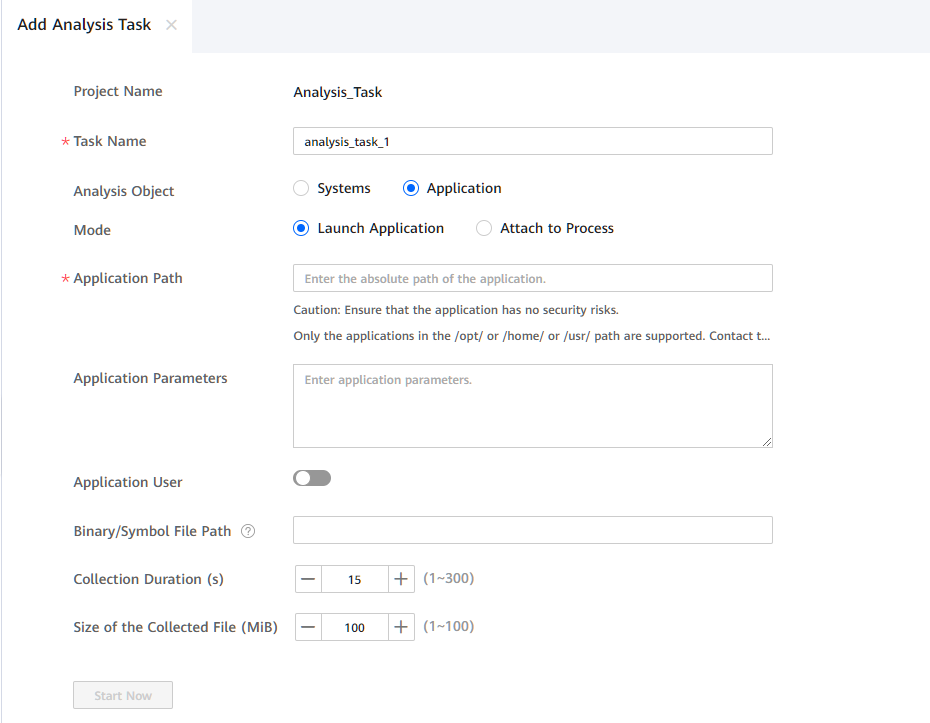 Add Analysis Task
Project Name Analysis_Task
* Task Name analysis_task_1
Analysis Object Systems Application
Mode Launch Application Attach to Process
* Application Path Enter the absolute path of the application.
Caution: Ensure that the application has no security risks.
Only the applications in the /opt/ or /home/ or /usr/ path are supported. Contact t...
Application Parameters Enter application parameters.
Application User
Binary/Symbol File Path ?
Collection Duration (s) — 15 + (1~300)
Size of the Collected File (MiB) — 100 + (1~100)
Start Now